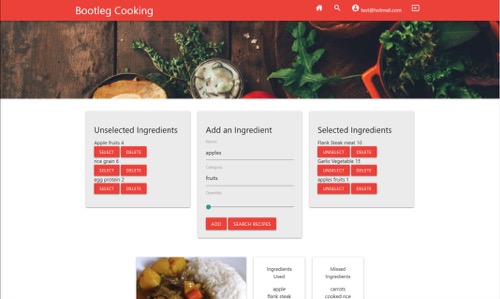 Bootleg Cooking
test@hotmail.com
Unselected Ingredients
Apple fruits 4
SELECT DELETE
rice grain 6
SELECT DELETE
egg protein 2
SELECT DELETE
Add an Ingredient
Name
apples
Category
fruits
Quantity
ADD SEARCH RECIPES
Selected Ingredients
Flank Steak meat 10
UNSELECT DELETE
Garlic Vegetable 15
UNSELECT DELETE
apples fruits 1
UNSELECT DELETE
Ingredients
Used
apple
flank steak
Missed
Ingredients
carrots
cooked rice